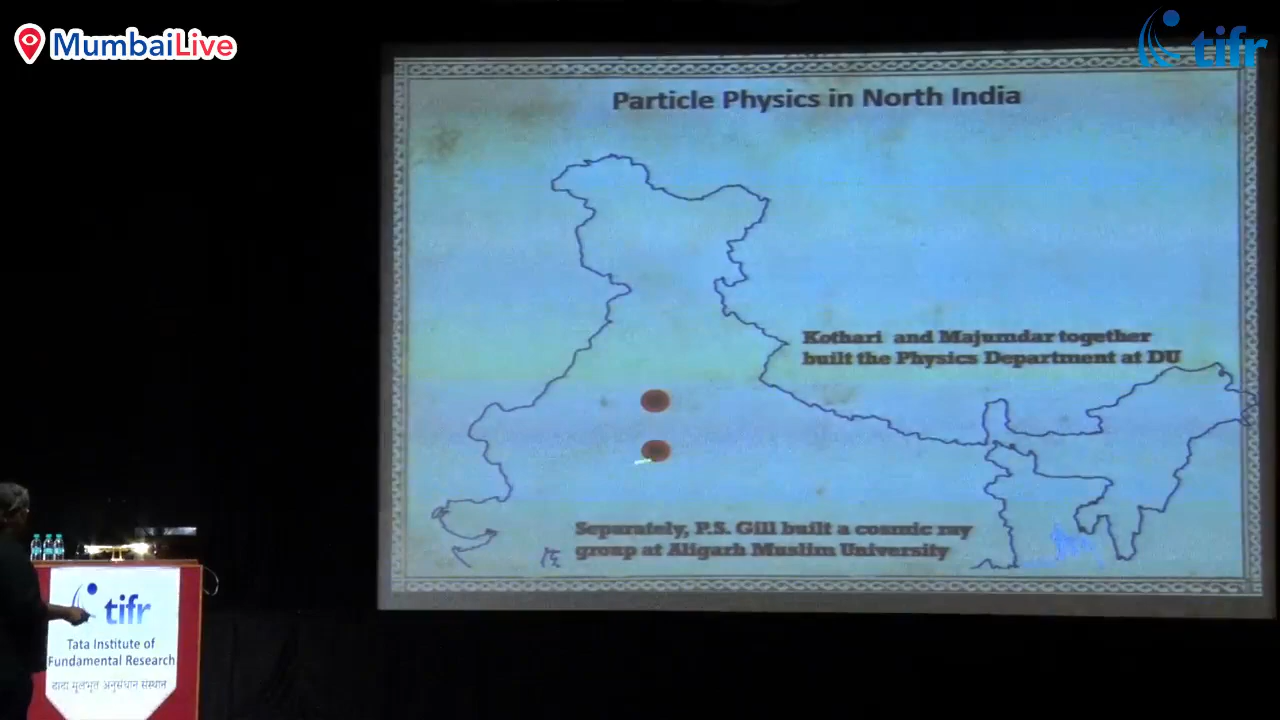 MumbaiLive
tifr
Particle Physics in North India
Kothari and Majumdar together
built the Physics Department at DU
Separately, P.S. Gill built a cosmic ray
group at Aligarh Muslim University
tifr
Tata Institute of
Fundamental Research
टाटा मूलभूत अनुसंधान संस्थान